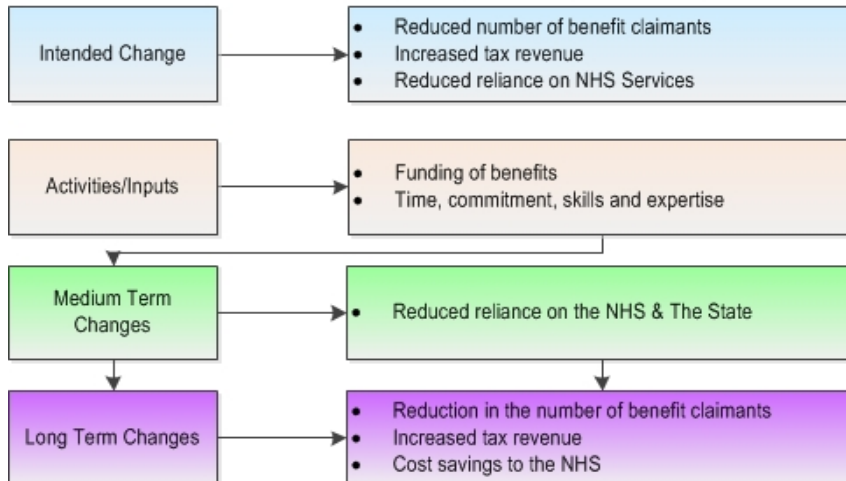 Intended Change
• Reduced number of benefit claimants
• Increased tax revenue
• Reduced reliance on NHS Services
Activities/Inputs
• Funding of benefits
• Time, commitment, skills and expertise
Medium Term
Changes
• Reduced reliance on the NHS & The State
Long Term Changes
• Reduction in the number of benefit claimants
• Increased tax revenue
• Cost savings to the NHS